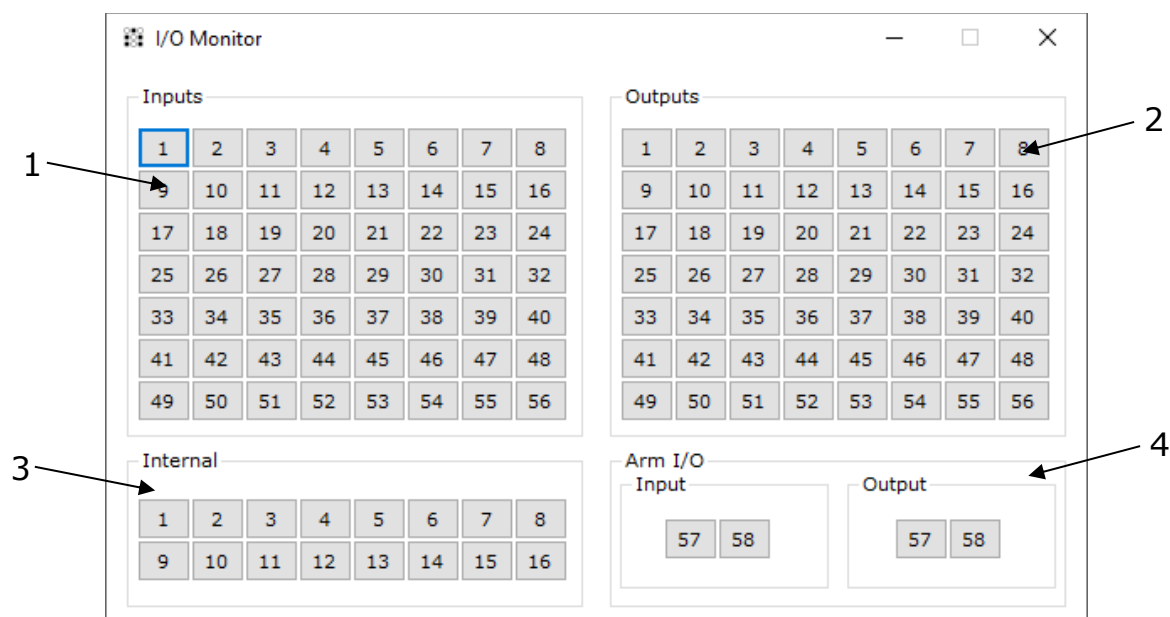 I/O Monitor
Inputs
1 2 3 4 5 6 7 8
9 10 11 12 13 14 15 16
17 18 19 20 21 22 23 24
25 26 27 28 29 30 31 32
33 34 35 36 37 38 39 40
41 42 43 44 45 46 47 48
49 50 51 52 53 54 55 56
Outputs
1 2 3 4 5 6 7 8
9 10 11 12 13 14 15 16
17 18 19 20 21 22 23 24
25 26 27 28 29 30 31 32
33 34 35 36 37 38 39 40
41 42 43 44 45 46 47 48
49 50 51 52 53 54 55 56
1
2
Internal
1 2 3 4 5 6 7 8
9 10 11 12 13 14 15 16
3
Arm I/O
Input
57 58
Output
57 58
4